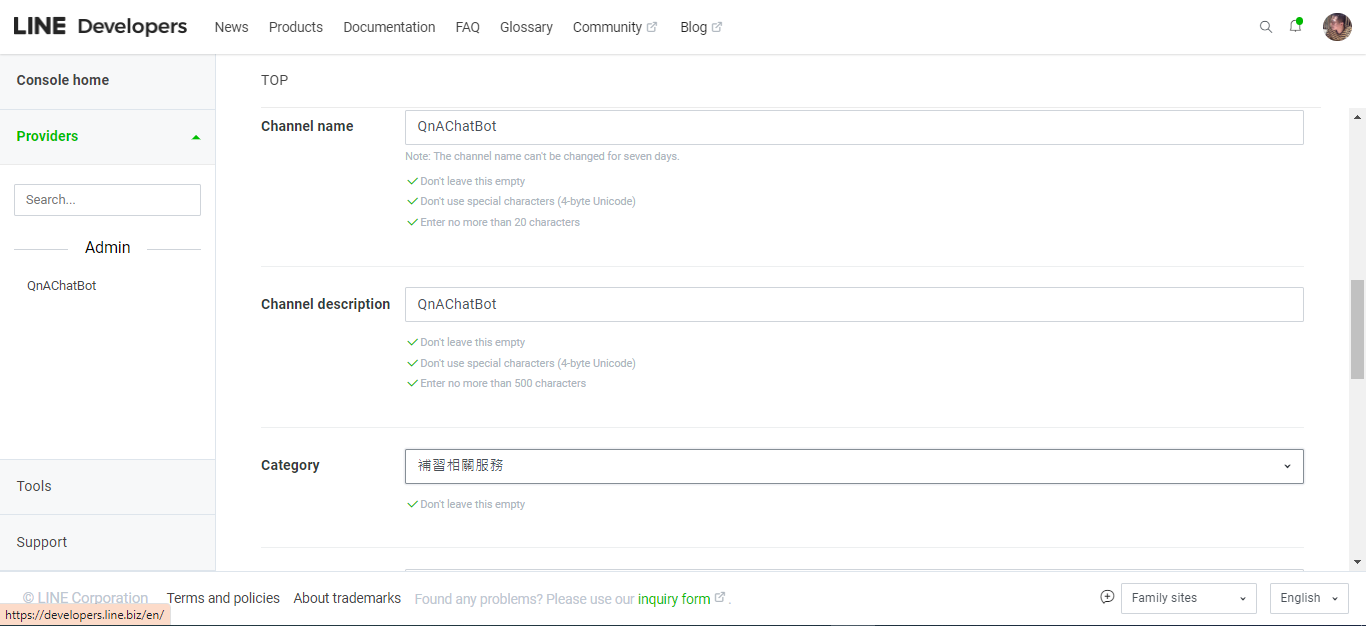 LINE Developers News Products Documentation FAQ Glossary Community Blog
Console home
Providers
Search...
Admin
QnAChatBot
Tools
Support
TOP
Channel name QnAChatBot
Note: The channel name can't be changed for seven days.
Don't leave this empty
Don't use special characters (4-byte Unicode)
Enter no more than 20 characters
Channel description QnAChatBot
Don't leave this empty
Don't use special characters (4-byte Unicode)
Enter no more than 500 characters
Category 補習相關服務
Don't leave this empty
© LINE Corporation Terms and policies About trademarks Found any problems? Please use our inquiry form . Family sites English
https://developers.line.biz/en/